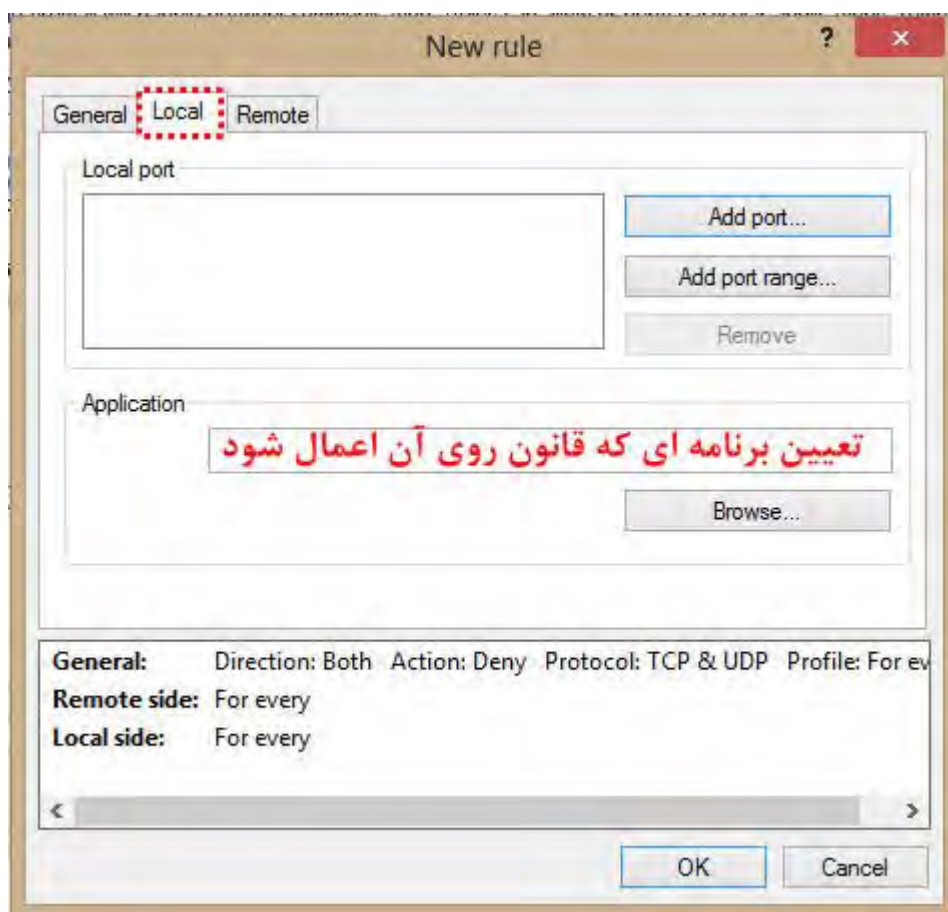 New rule
General Local Remote
Local port
Add port...
Add port range...
Remove
Application
تعیین برنامه ای که قانون روی آن اعمال شود
Browse...
General: Direction: Both Action: Deny Protocol: TCP & UDP Profile: For ev
Remote side: For every
Local side: For every
OK Cancel